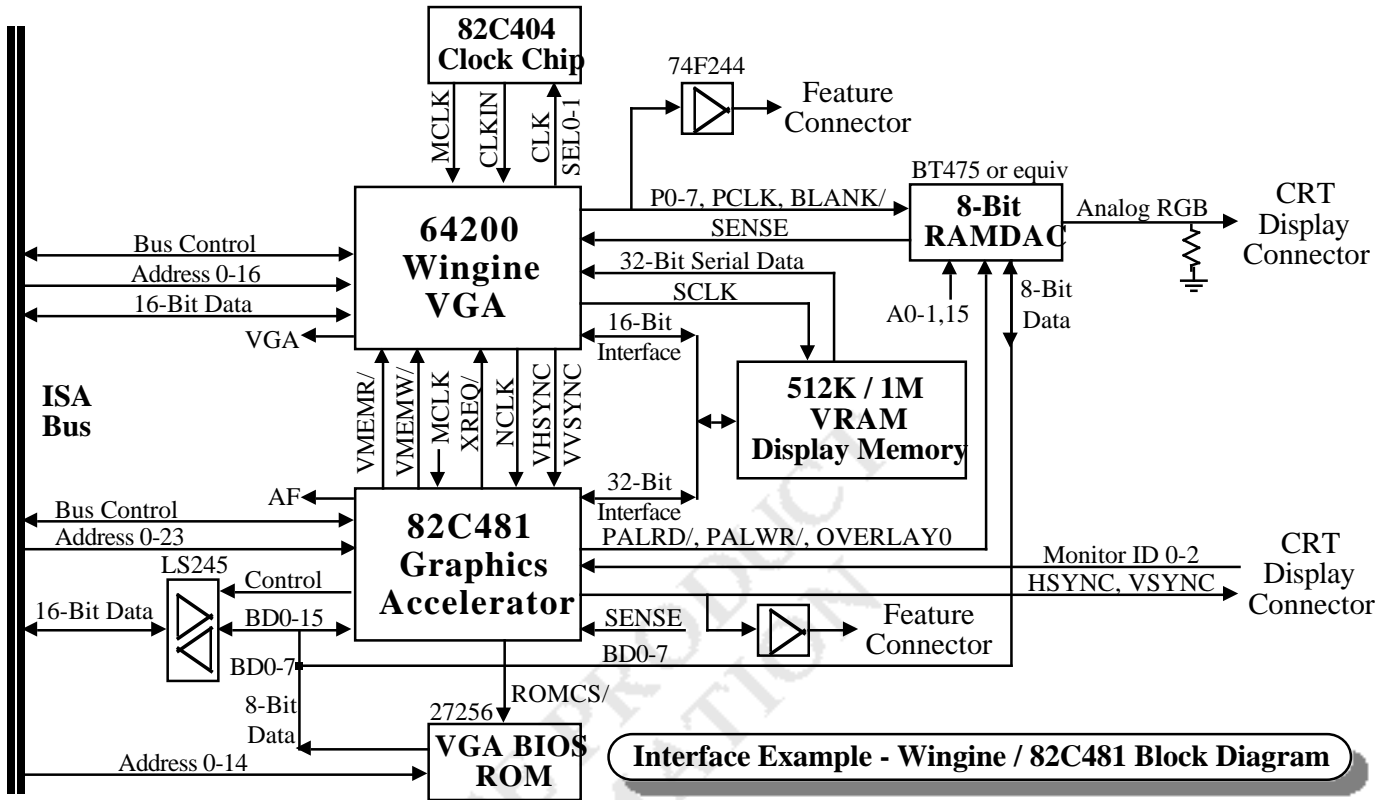 82C404
Clock Chip
MCLK
CLKIN
CLK
SEL0-1
74F244
Feature
Connector
BT475 or equiv
8-Bit
RAMDAC
P0-7, PCLK, BLANK/
SENSE
32-Bit Serial Data
SCLK
Analog RGB
CRT
Display
Connector
64200
Wingine
VGA
Bus Control
Address 0-16
16-Bit Data
VGA
16-Bit
Interface
A0-1,15
8-Bit
Data
512K / 1M
VRAM
Display Memory
ISA
Bus
VMEMR/
VMEMW/
MCLK
XREQ/
NCLK
VHSYNC
VVSYNC
AF
32-Bit
Interface
82C481
Graphics
Accelerator
Bus Control
Address 0-23
LS245
Control
16-Bit Data
BD0-15
BD0-7
PALRD/, PALWR/, OVERLAY0
Monitor ID 0-2
HSYNC, VSYNC
CRT
Display
Connector
SENSE
Feature
Connector
BD0-7
8-Bit
Data
ROMCS/
27256
VGA BIOS
ROM
Address 0-14
Interface Example - Wingine / 82C481 Block Diagram